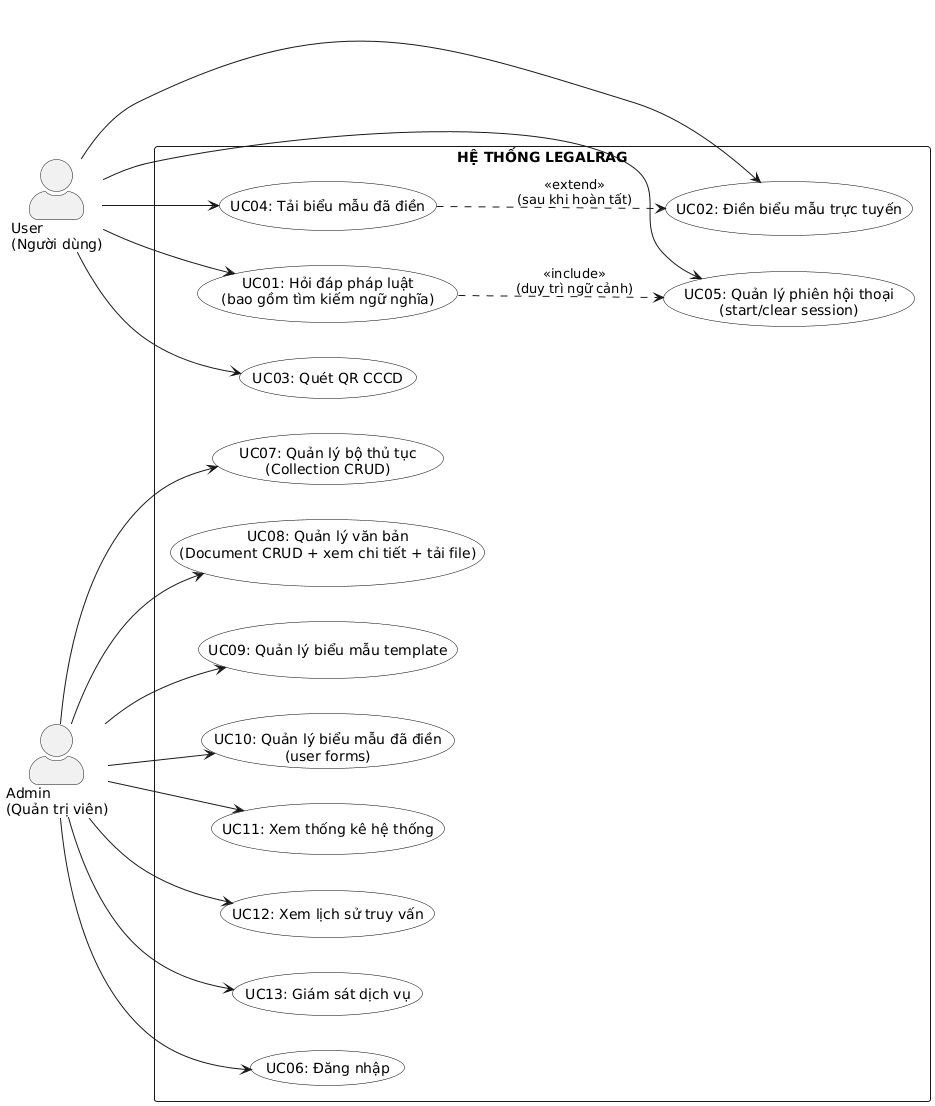 HỆ THỐNG LEGALRAG
User
(Người dùng)
UC04: Tải biểu mẫu đã điền
«extend»
(sau khi hoàn tất)
UC02: Điền biểu mẫu trực tuyến
UC01: Hỏi đáp pháp luật
(bao gồm tìm kiếm ngữ nghĩa)
«include»
(duy trì ngữ cảnh)
UC05: Quản lý phiên hội thoại
(start/clear session)
UC03: Quét QR CCCD
UC07: Quản lý bộ thủ tục
(Collection CRUD)
UC08: Quản lý văn bản
(Document CRUD + xem chi tiết + tải file)
UC09: Quản lý biểu mẫu template
UC10: Quản lý biểu mẫu đã điền
(user forms)
Admin
(Quản trị viên)
UC11: Xem thống kê hệ thống
UC12: Xem lịch sử truy vấn
UC13: Giám sát dịch vụ
UC06: Đăng nhập